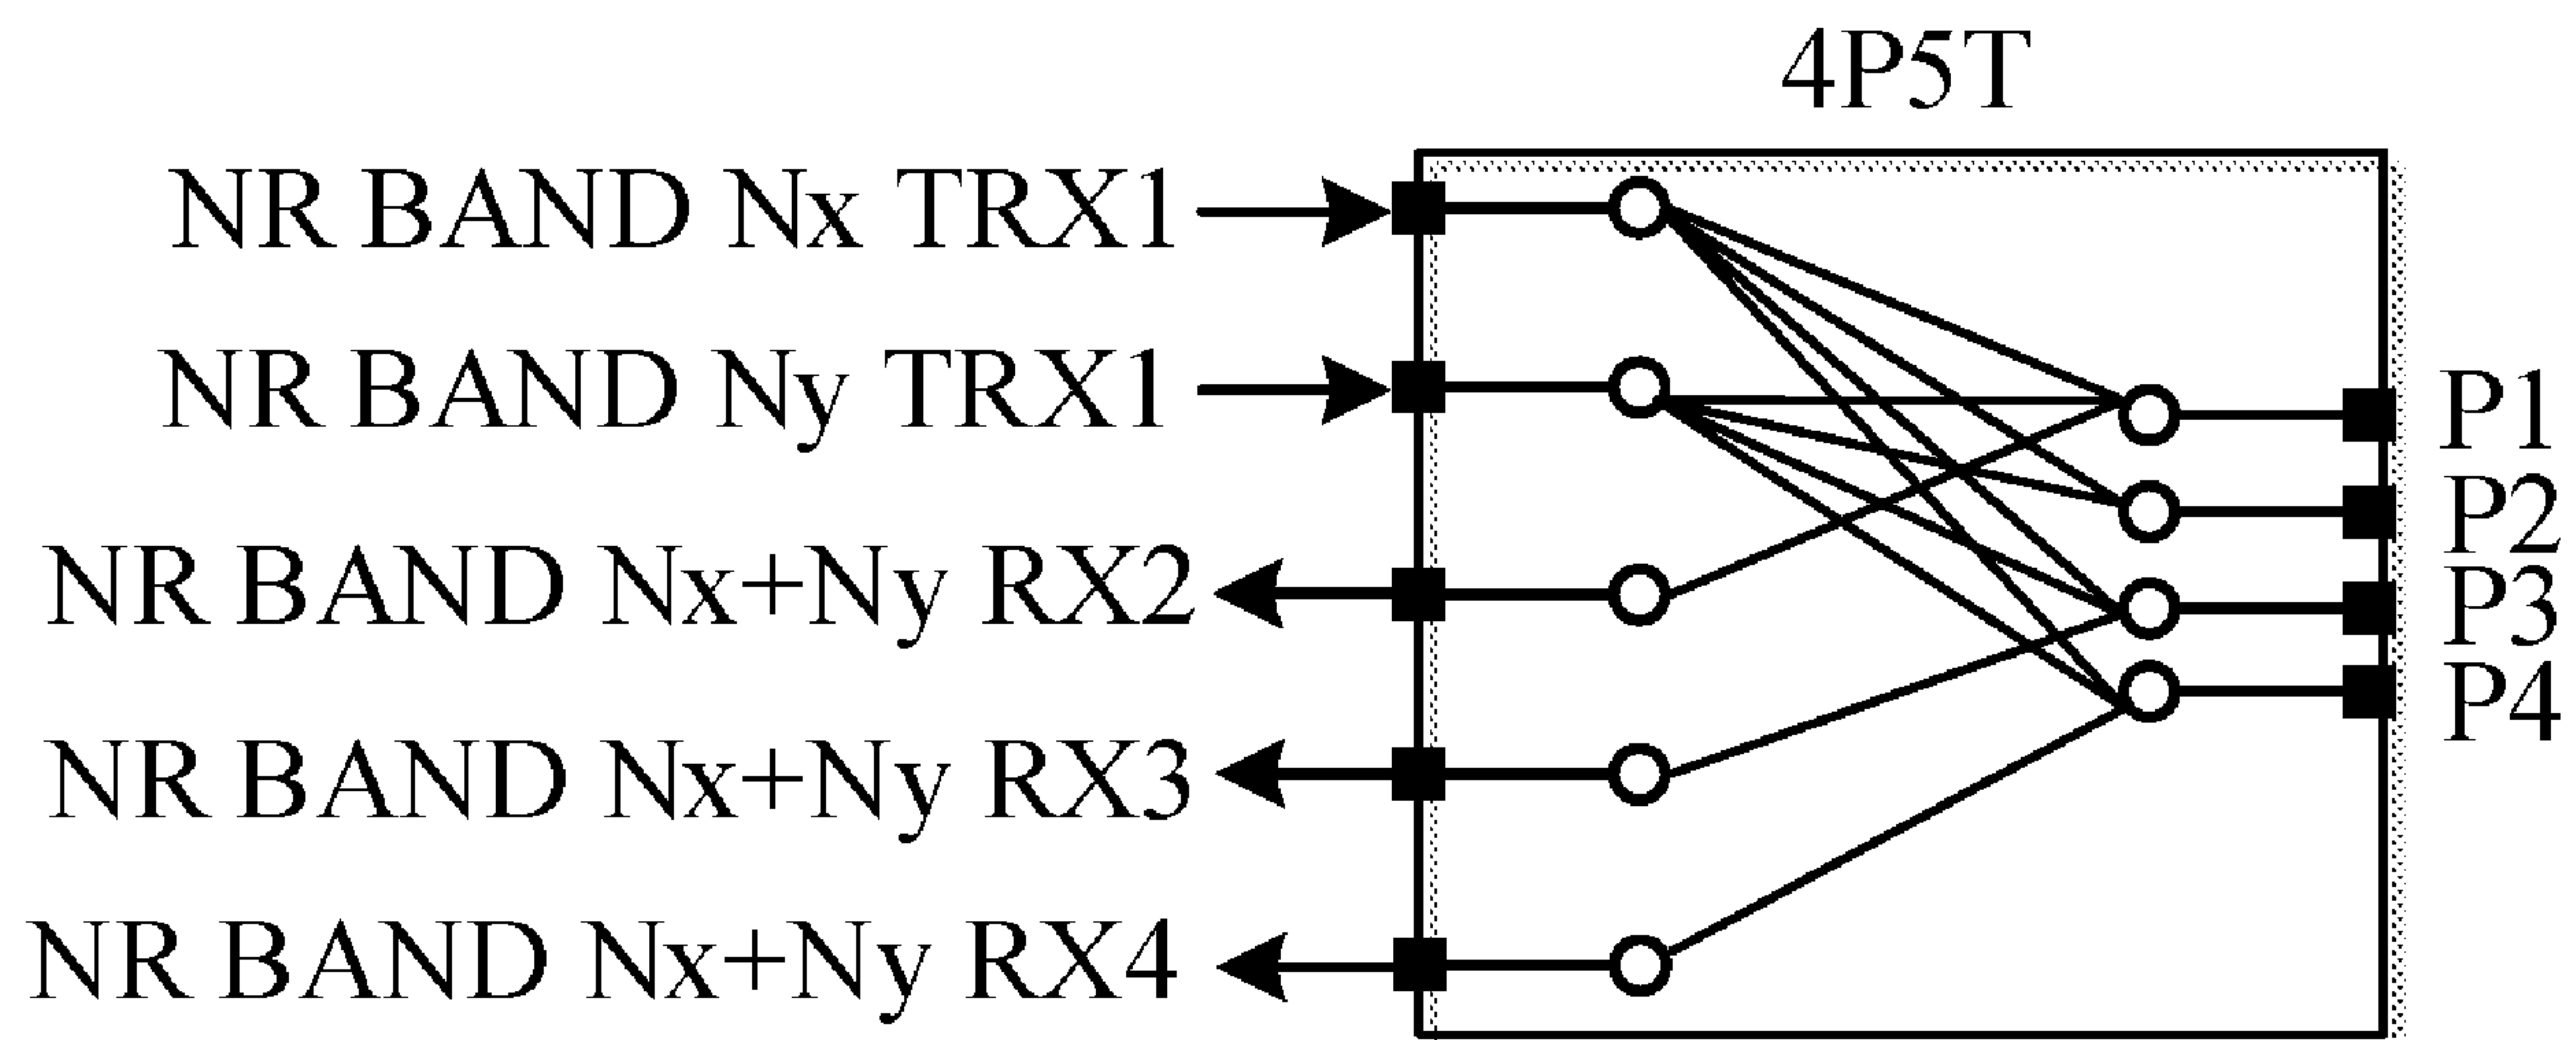 4P5T
NR BAND Nx TRX1
NR BAND Ny TRX1
P1
P2
NR BAND Nx+Ny RX2
P3
P4
NR BAND Nx+Ny RX3
NR BAND Nx+Ny RX4